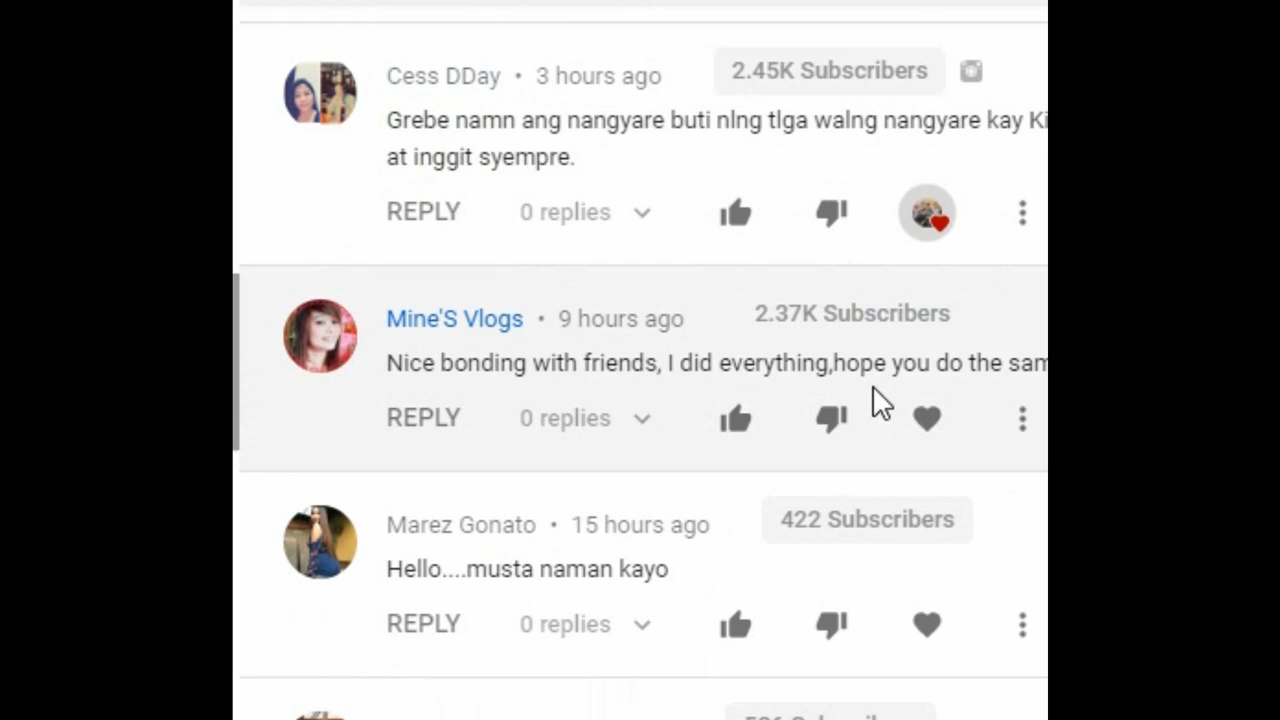 Cess DDay • 3 hours ago 2.45K Subscribers
Grebe namn ang nangyare buti nlng tlga walng nangyare kay Ki
at inggit syempre.
REPLY 0 replies
Mine'S Vlogs • 9 hours ago 2.37K Subscribers
Nice bonding with friends, I did everything,hope you do the sam
REPLY 0 replies
Marez Gonato • 15 hours ago 422 Subscribers
Hello....musta naman kayo
REPLY 0 replies